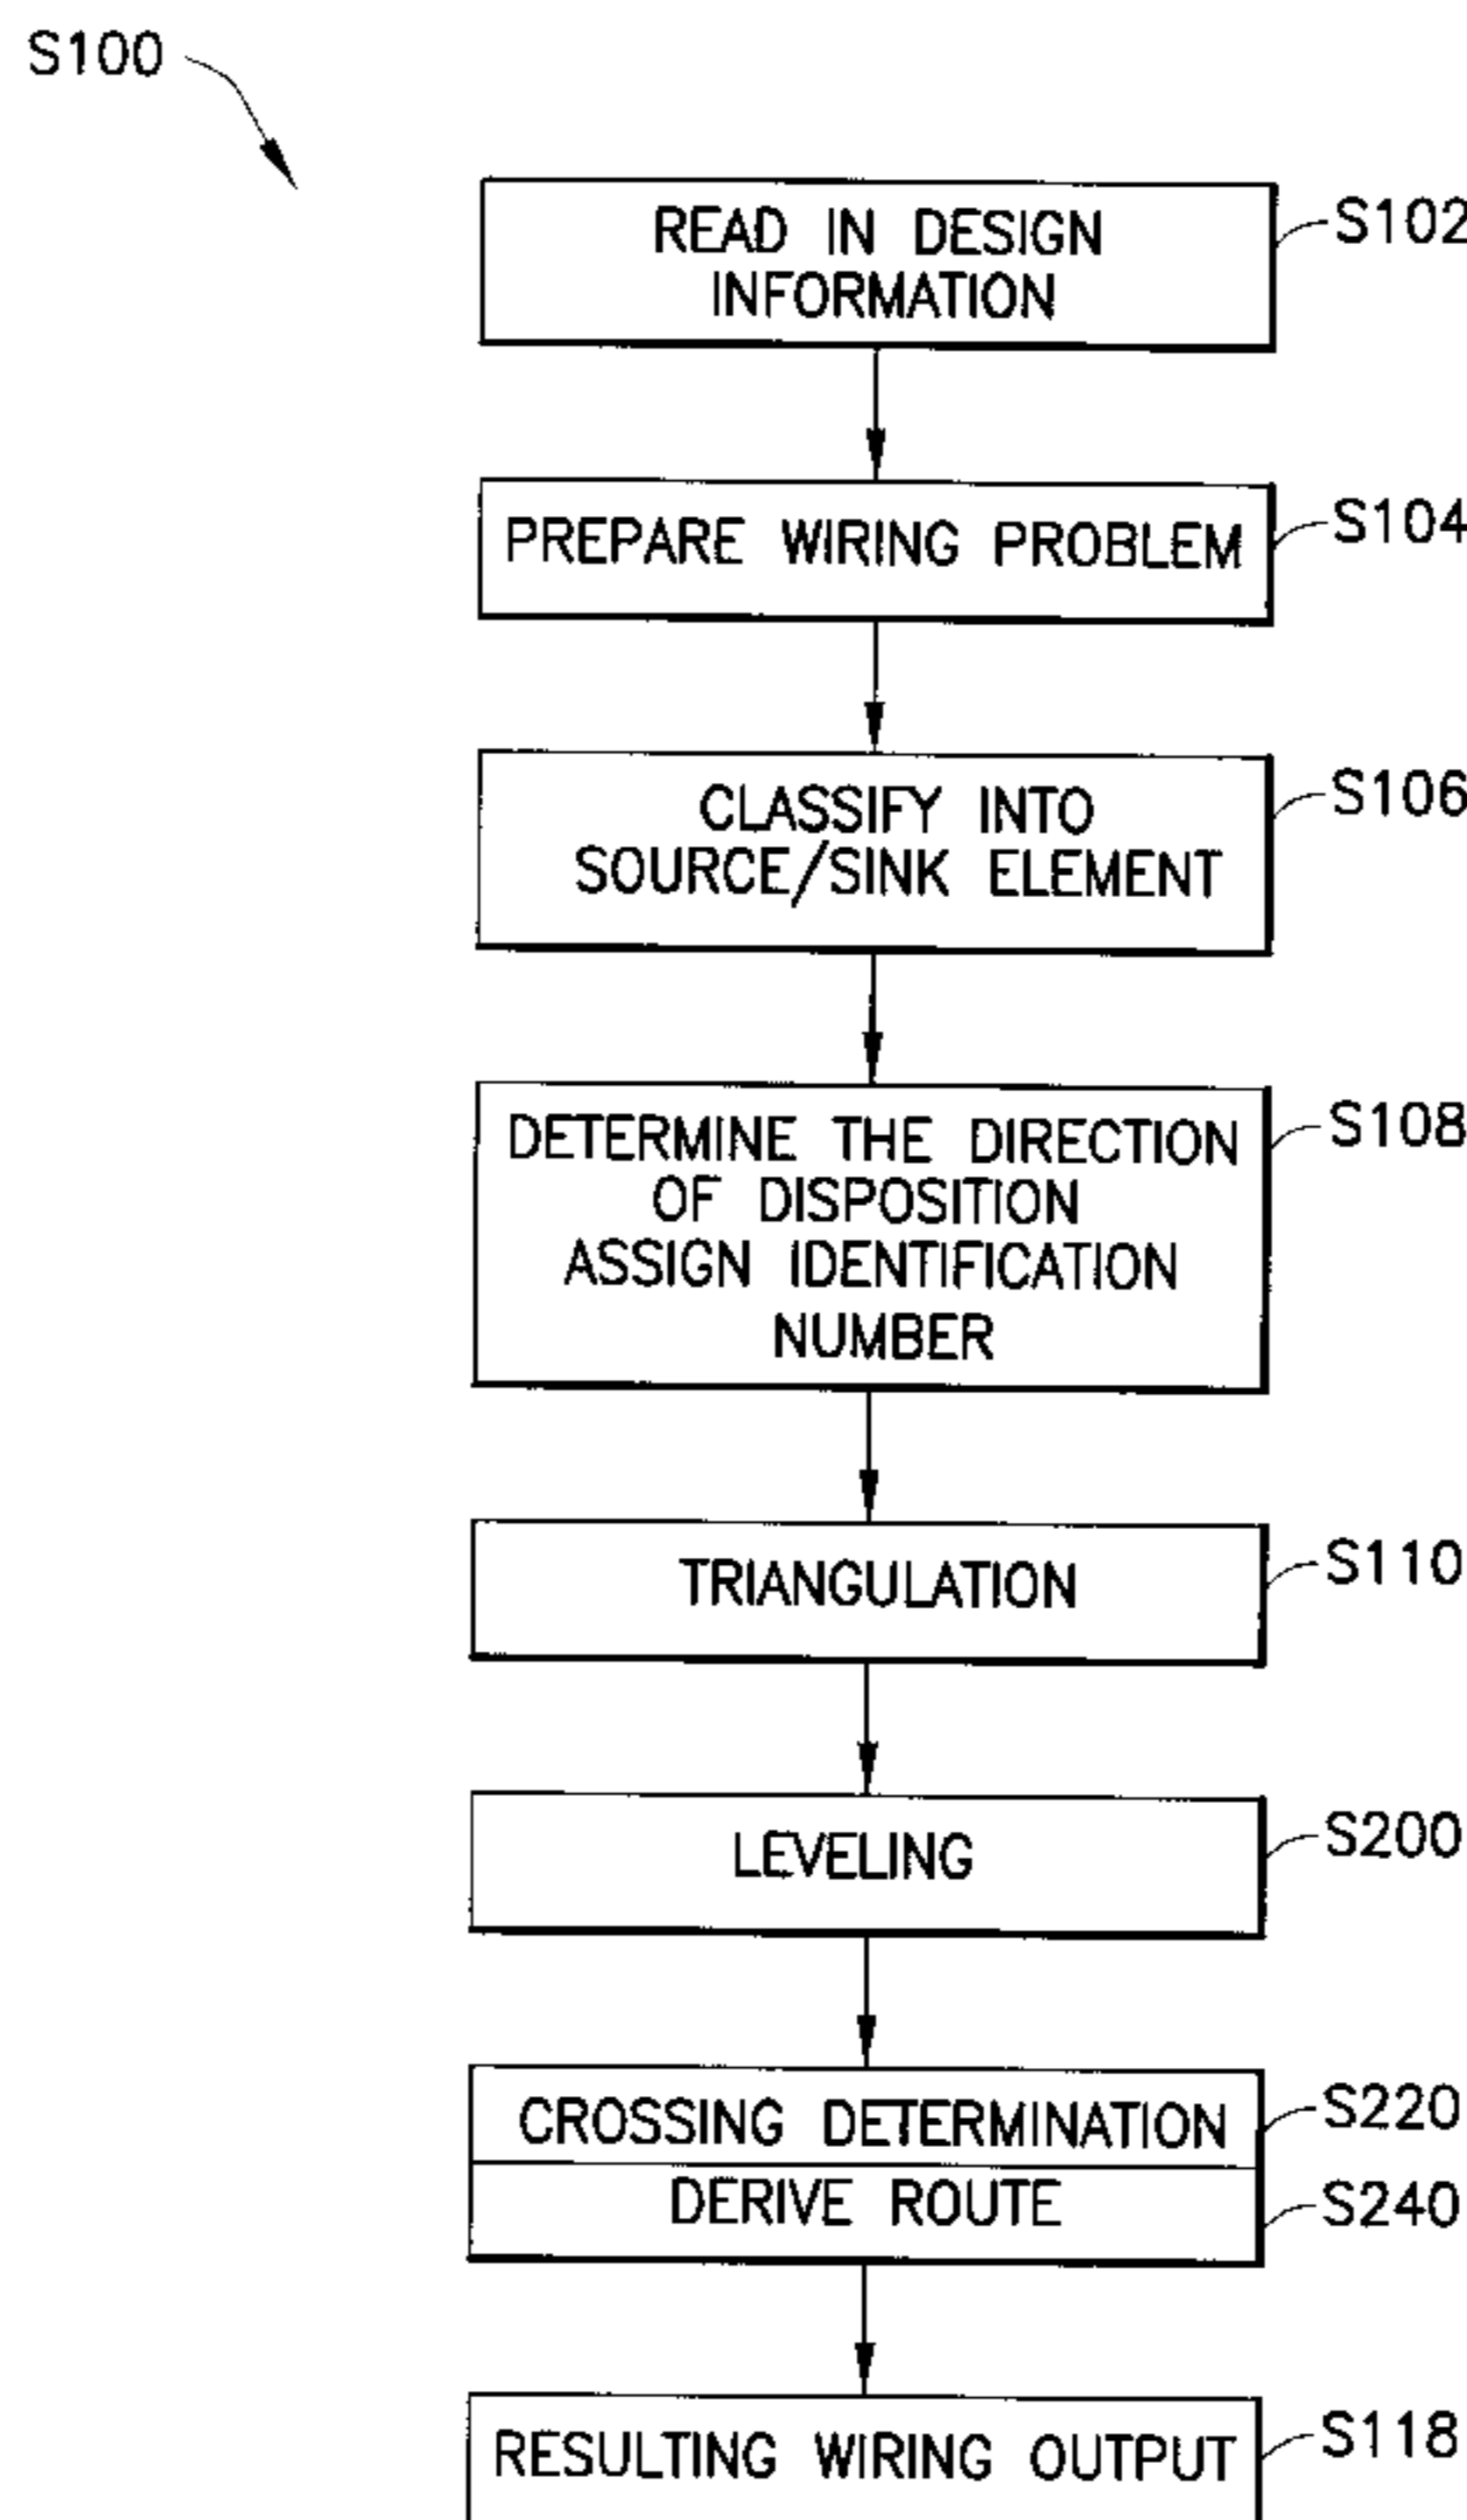 S100
READ IN DESIGN
INFORMATION
S102
PREPARE WIRING PROBLEM
S104
CLASSIFY INTO
SOURCE/SINK ELEMENT
S106
DETERMINE THE DIRECTION
OF DISPOSITION
ASSIGN IDENTIFICATION
NUMBER
S108
TRIANGULATION
S110
LEVELING
S200
CROSSING DETERMINATION
S220
DERIVE ROUTE
S240
RESULTING WIRING OUTPUT
S118